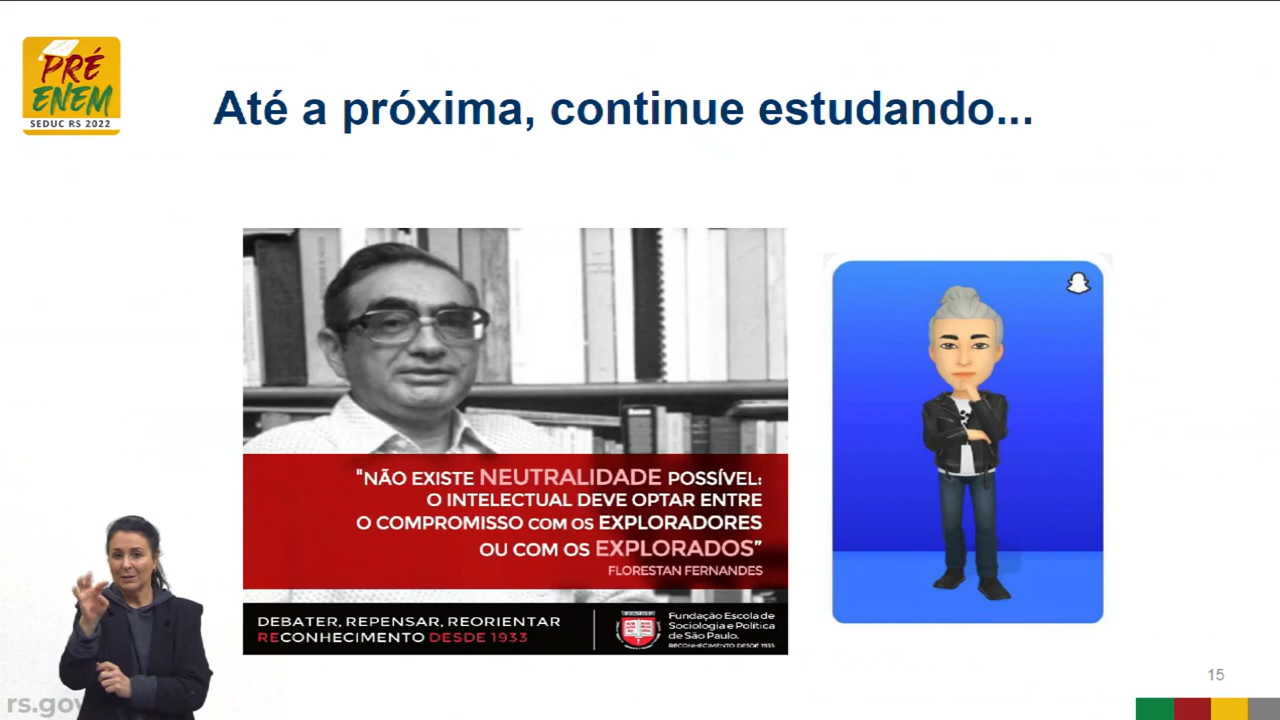 PRÉ
ENEM
SEDUC RS 2022
Até a próxima, continue estudando...
"NÃO EXISTE NEUTRALIDADE POSSÍVEL:
O INTELECTUAL DEVE OPTAR ENTRE
O COMPROMISSO COM OS EXPLORADORES
OU COM OS EXPLORADOS"
FLORESTAN FERNANDES
DEBATER, REPENSAR, REORIENTAR
RECONHECIMENTO DESDE 1933
Fundação Escola de
Sociologia e Política
de São Paulo.
RECONHECIMENTO DESDE 1933
15
rs.gov